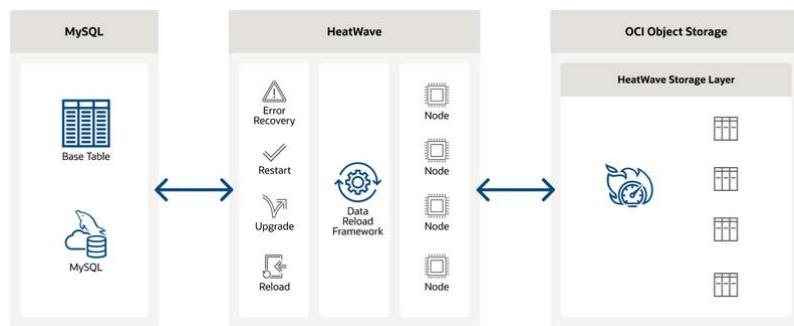 MySQL
Base Table
MySQL
HeatWave
Error
Recovery
Restart
Upgrade
Reload
Data
Reload
Framework
Node
Node
Node
Node
OCI Object Storage
HeatWave Storage Layer